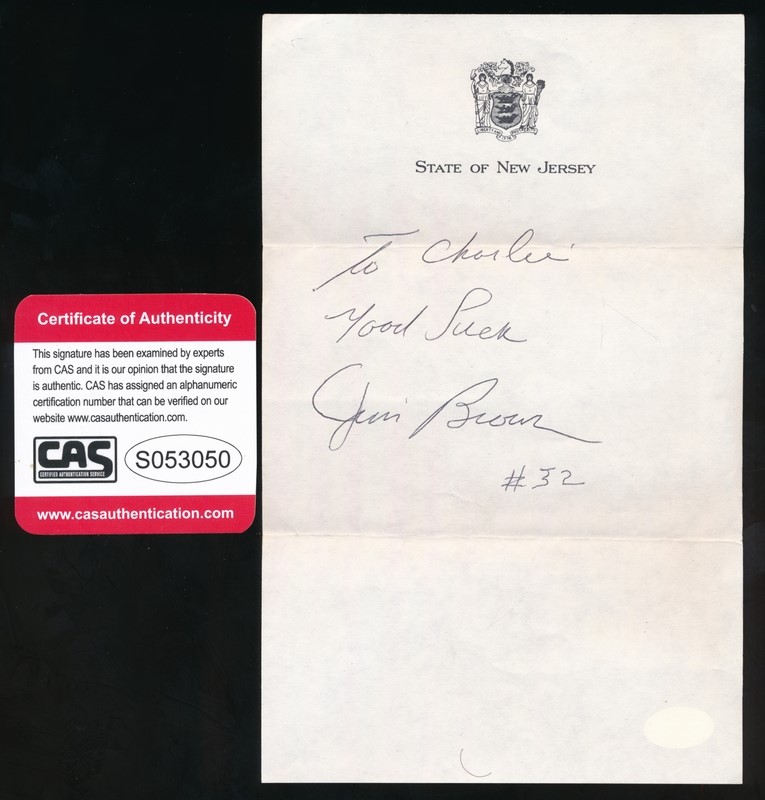 STATE OF NEW JERSEY
To Charlie
Good Luck
Jim Brown
#32
Certificate of Authenticity
This signature has been examined by experts
from CAS and it is our opinion that the signature
is authentic. CAS has assigned an alphanumeric
certification number that can be verified on our
website www.casauthentication.com.
CAS
CERTIFIED AUTHENTICATION SERVICE
S053050
www.casauthentication.com